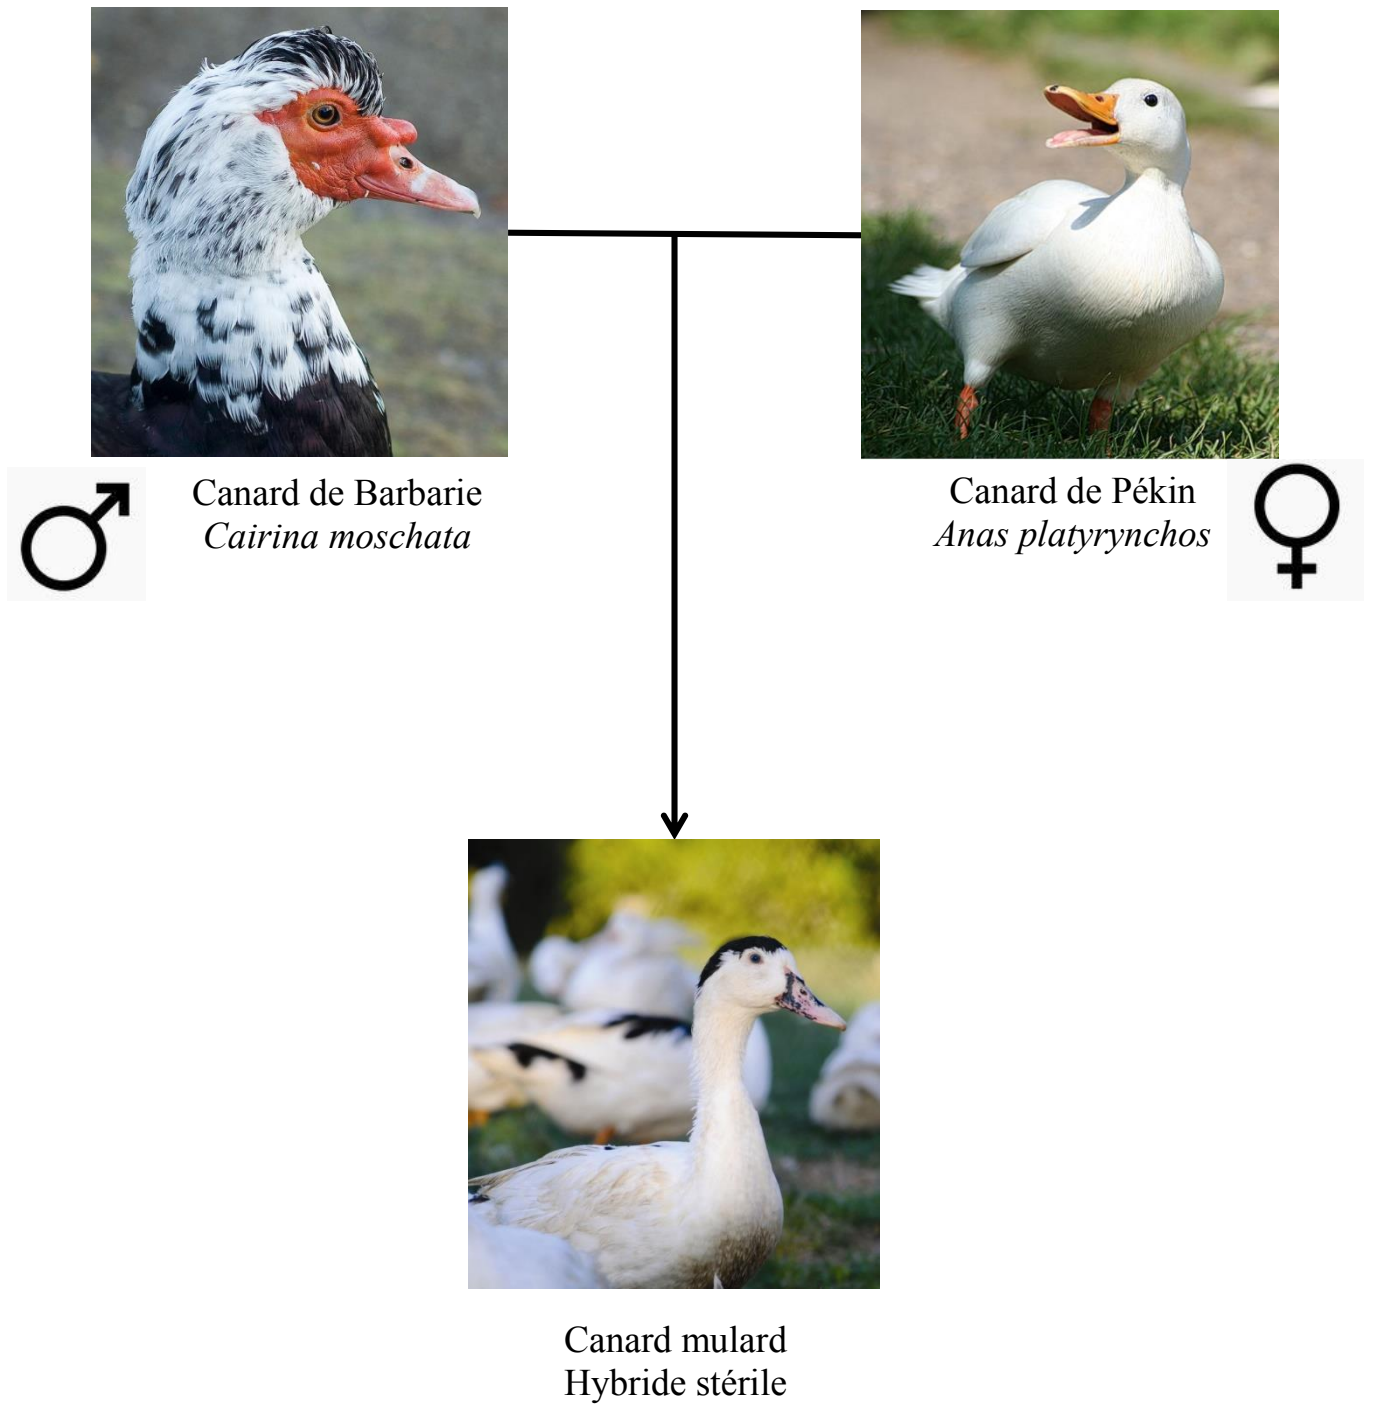 Canard de Barbarie
Cairina moschata
Canard de Pékin
Anas platyrynchos
Canard mulard
Hybride stérile